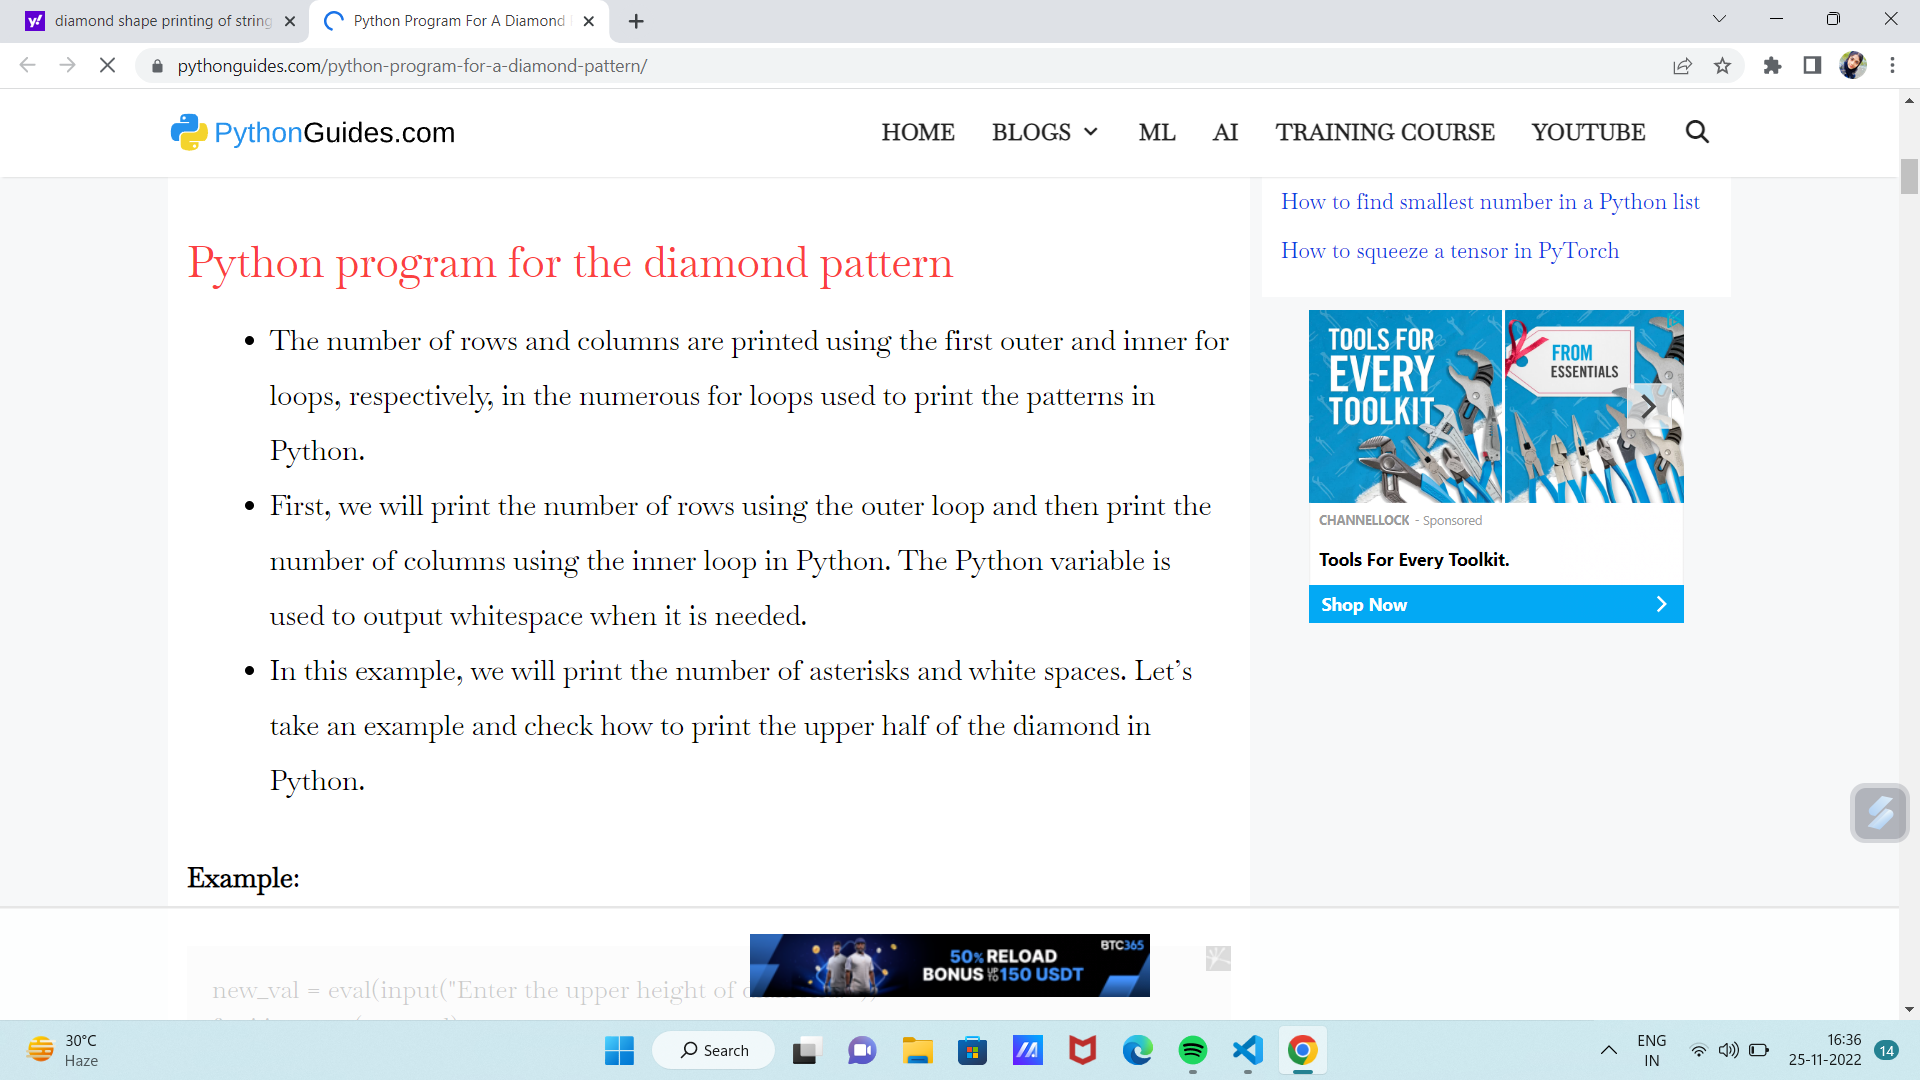 diamond shape printing of string
Python Program For A Diamond
pythonguides.com/python-program-for-a-diamond-pattern/
PythonGuides.com
HOME BLOGS ML AI TRAINING COURSE YOUTUBE
How to find smallest number in a Python list
How to squeeze a tensor in PyTorch
Python program for the diamond pattern
• The number of rows and columns are printed using the first outer and inner for
loops, respectively, in the numerous for loops used to print the patterns in
Python.
• First, we will print the number of rows using the outer loop and then print the
number of columns using the inner loop in Python. The Python variable is
used to output whitespace when it is needed.
• In this example, we will print the number of asterisks and white spaces. Let's
take an example and check how to print the upper half of the diamond in
Python.
Example:
TOOLS FOR
EVERY
TOOLKIT
FROM
ESSENTIALS
CHANNELLOCK - Sponsored
Tools For Every Toolkit.
Shop Now
new_val = eval(input("Enter the upper height of
50% RELOAD
BONUS UP TO 150 USDT
BTC365
30°C
Haze
Search
ENG
IN
16:36
25-11-2022
14